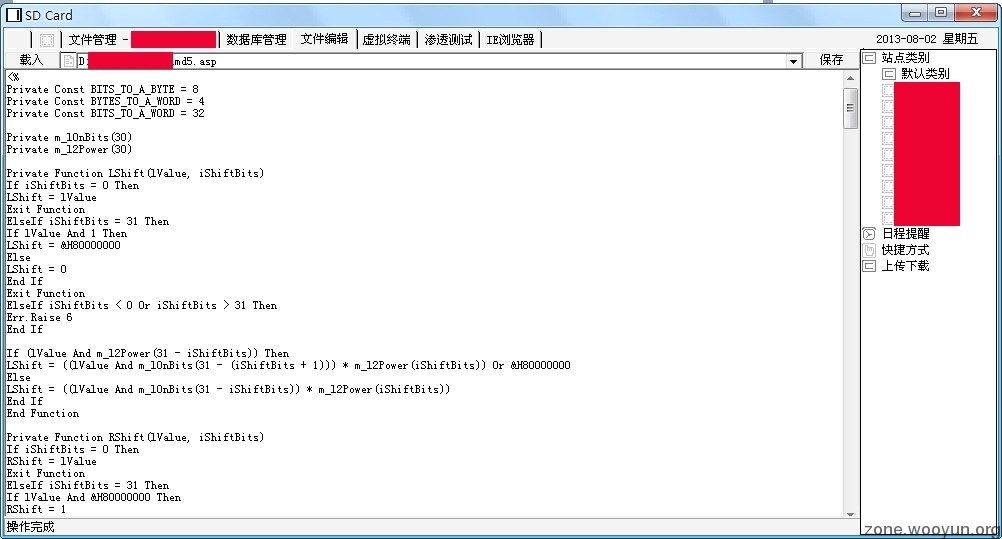 SD Card
文件管理 -
数据库管理
文件编辑
虚拟终端
渗透测试
IE浏览器
2013-08-02 星期五
载入
D:
md5.asp
保存
<%
Private Const BITS_TO_A_BYTE = 8
Private Const BYTES_TO_A_WORD = 4
Private Const BITS_TO_A_WORD = 32
Private m_lOnBits(30)
Private m_l2Power(30)
Private Function LShift(lValue, iShiftBits)
If iShiftBits = 0 Then
LShift = lValue
Exit Function
ElseIf iShiftBits = 31 Then
If lValue And 1 Then
LShift = &H80000000
Else
LShift = 0
End If
Exit Function
ElseIf iShiftBits < 0 Or iShiftBits > 31 Then
Err.Raise 6
End If
If (lValue And m_l2Power(31 - iShiftBits)) Then
LShift = ((lValue And m_lOnBits(31 - (iShiftBits + 1))) * m_l2Power(iShiftBits)) Or &H80000000
Else
LShift = ((lValue And m_lOnBits(31 - iShiftBits)) * m_l2Power(iShiftBits))
End If
End Function
Private Function RShift(lValue, iShiftBits)
If iShiftBits = 0 Then
RShift = lValue
Exit Function
ElseIf iShiftBits = 31 Then
If lValue And &H80000000 Then
RShift = 1
操作完成
站点类别
默认类别
日程提醒
快捷方式
上传下载
zone.wooyun.org